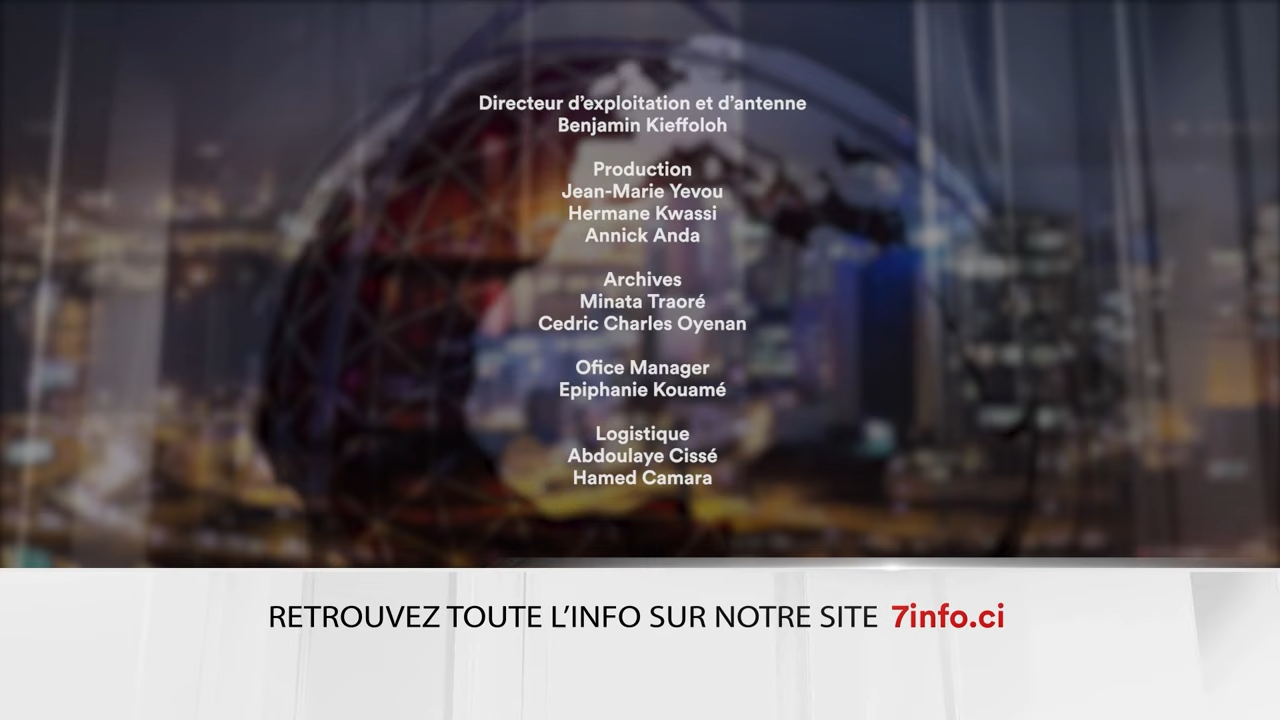 Directeur d’exploitation et d’antenne
Benjamin Kieffoloh
Production
Jean-Marie Yevou
Hermane Kwassi
Annick Anda
Archives
Minata Traoré
Cedric Charles Oyenan
Ofice Manager
Epiphanie Kouamé
Logistique
Abdoulaye Cissé
Hamed Camara
RETROUVEZ TOUTE L’INFO SUR NOTRE SITE 7info.ci